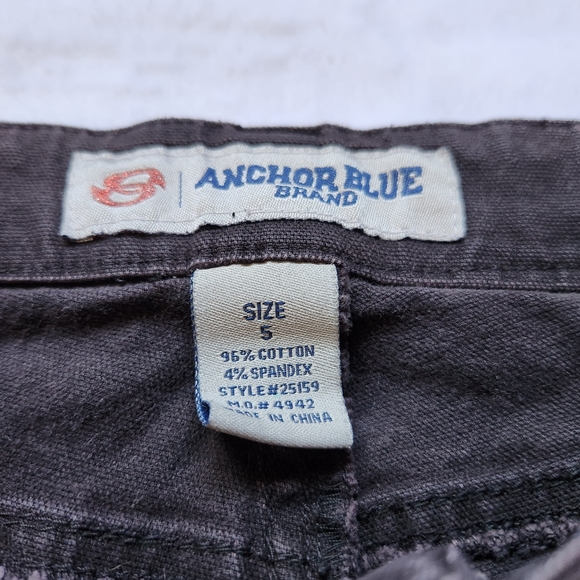 ANCHOR BLUE
BRAND
SIZE
5
96% COTTON
4% SPANDEX
STYLE#25159
M.O.# 4942
MADE IN CHINA